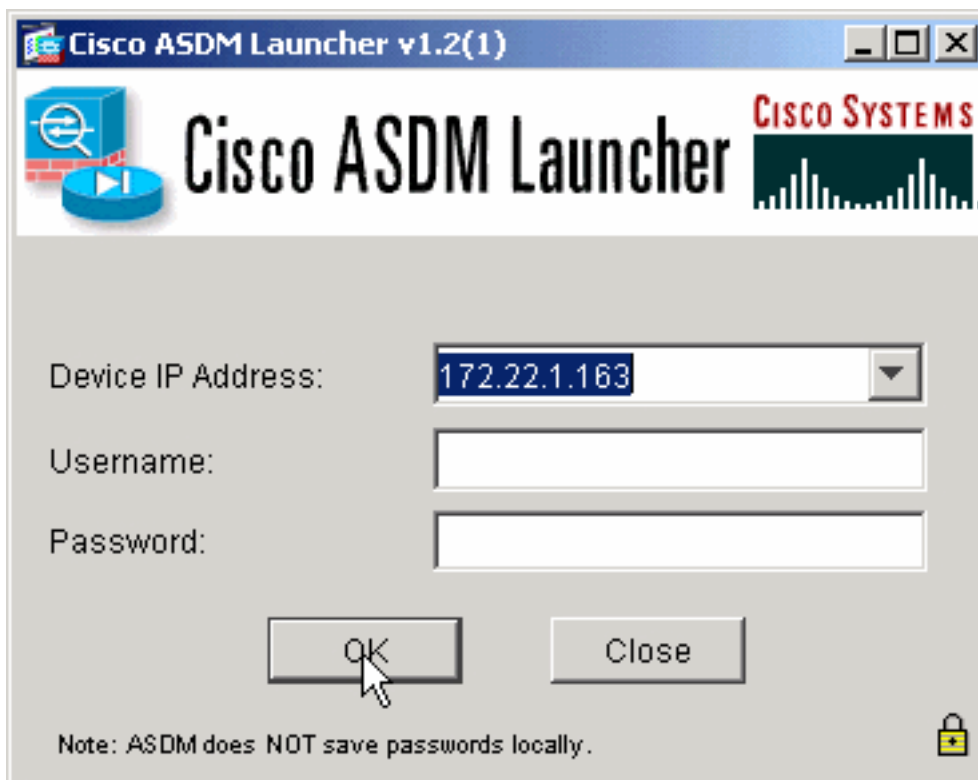 Cisco ASDM Launcher v1.2(1)
Cisco ASDM Launcher
CISCO SYSTEMS
Device IP Address:
172.22.1.163
Username:
Password:
OK
Close
Note: ASDM does NOT save passwords locally.